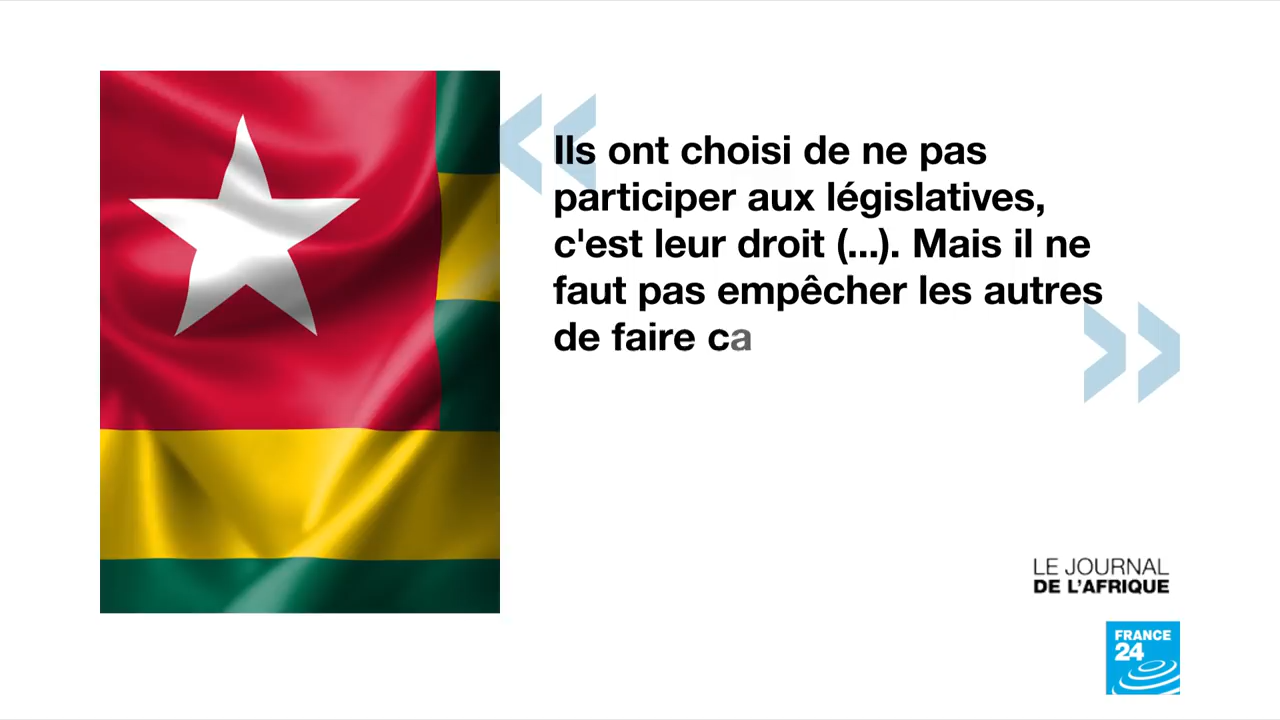 Ils ont choisi de ne pas
participer aux législatives,
c'est leur droit (...). Mais il ne
faut pas empêcher les autres
de faire ca
LE JOURNAL
DE L'AFRIQUE
FRANCE
24